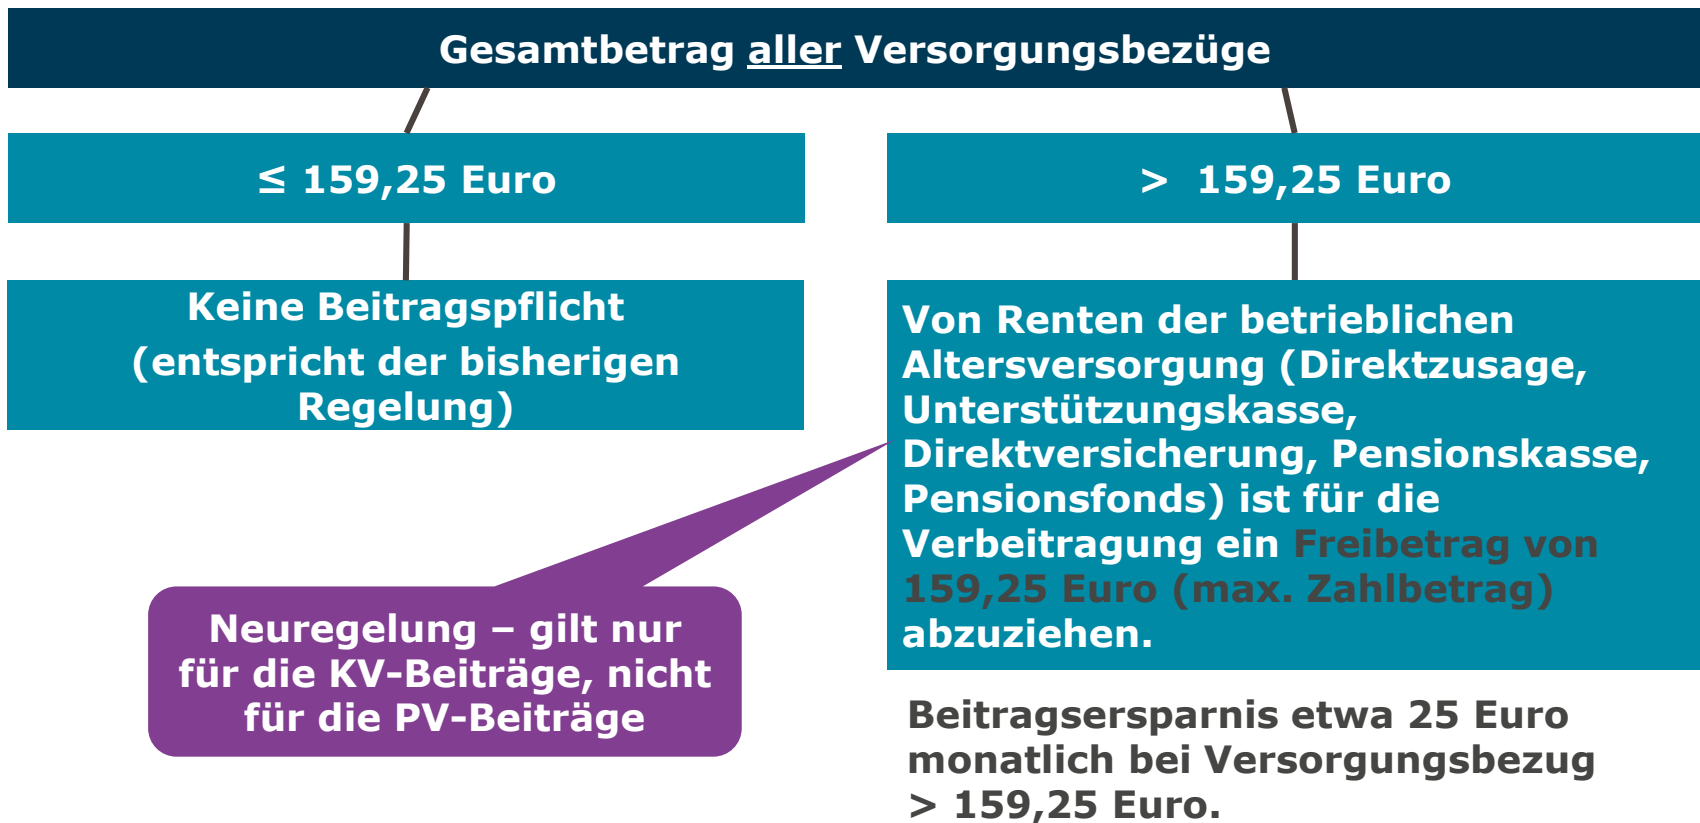 Gesamtbetrag aller Versorgungsbezüge
≤ 159,25 Euro
> 159,25 Euro
Keine Beitragspflicht
(entspricht der bisherigen
Regelung)
Von Renten der betrieblichen
Altersversorgung (Direktzusage,
Unterstützungskasse,
Direktversicherung, Pensionskasse,
Pensionsfonds) ist für die
Verbeitragung ein Freibetrag von
159,25 Euro (max. Zahlbetrag)
abzuziehen.
Neuregelung – gilt nur
für die KV-Beiträge, nicht
für die PV-Beiträge
Beitragsersparnis etwa 25 Euro
monatlich bei Versorgungsbezug
> 159,25 Euro.